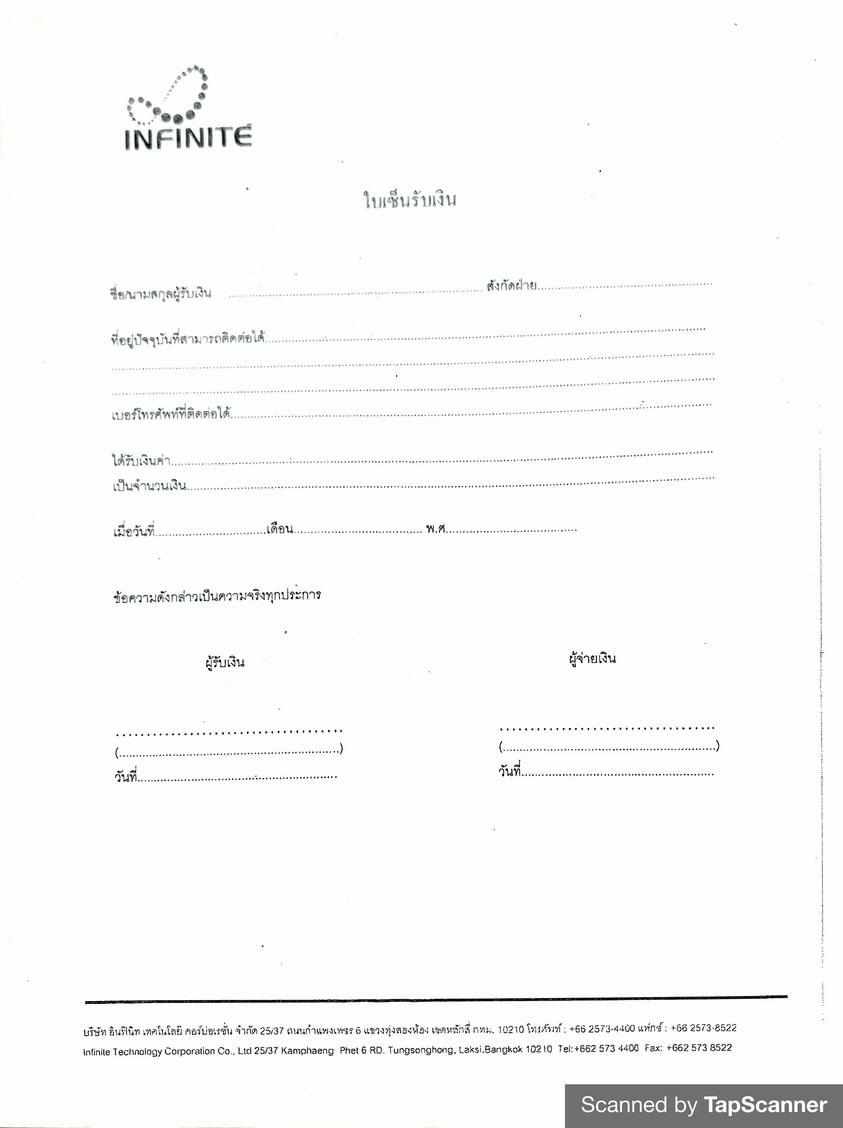 INFINITE
ใบเซ็นรับเงิน
ชื่อ/นามสกุลผู้รับเงิน ........................................ สังกัดฝ่าย........................................
ที่อยู่ปัจจุบันที่สามารถติดต่อได้........................................
........................................
........................................
เบอร์โทรศัพท์ที่ติดต่อได้........................................
ได้รับเงินค่า........................................
เป็นจำนวนเงิน........................................
เมื่อวันที่..............................เดือน.............................. พ.ศ..............................
ข้อความดังกล่าวเป็นความจริงทุกประการ
ผู้รับเงิน ผู้จ่ายเงิน
........................................ ........................................
(........................................) (........................................)
วันที่........................................ วันที่........................................
บริษัท อินฟินิท เทคโนโลยี คอร์ปอเรชั่น จำกัด 25/37 ถนนกำแพงเพชร 6 แขวงทุ่งสองห้อง เขตหลักสี่ กทม. 10210 โทรศัพท์ : +66 2573-4400 แฟกซ์ : +66 2573-8522
Infinite Technology Corporation Co., Ltd 25/37 Kamphaeng Phet 6 RD. Tungsonghong, Laksi,Bangkok 10210 Tel:+662 573 4400 Fax: +662 573 8522
Scanned by TapScanner